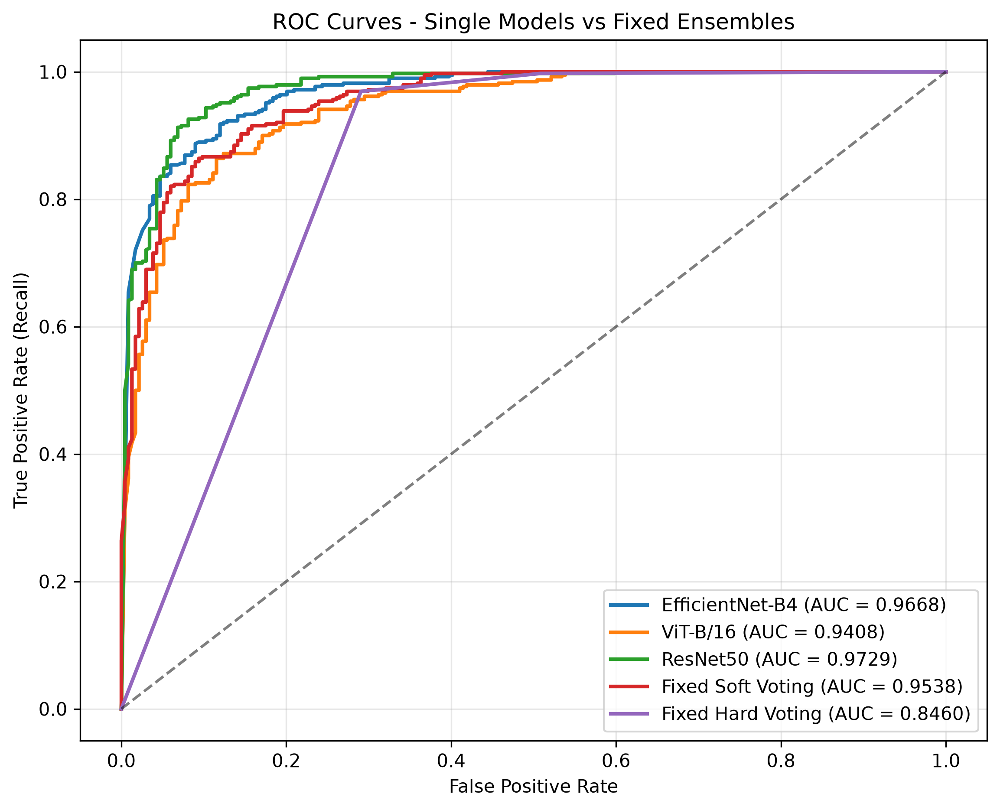 ROC Curves - Single Models vs Fixed Ensembles
True Positive Rate (Recall)
1.0
0.8
0.6
0.4
0.2
0.0
0.0 0.2 0.4 0.6 0.8 1.0
False Positive Rate
EfficientNet-B4 (AUC = 0.9668)
ViT-B/16 (AUC = 0.9408)
ResNet50 (AUC = 0.9729)
Fixed Soft Voting (AUC = 0.9538)
Fixed Hard Voting (AUC = 0.8460)